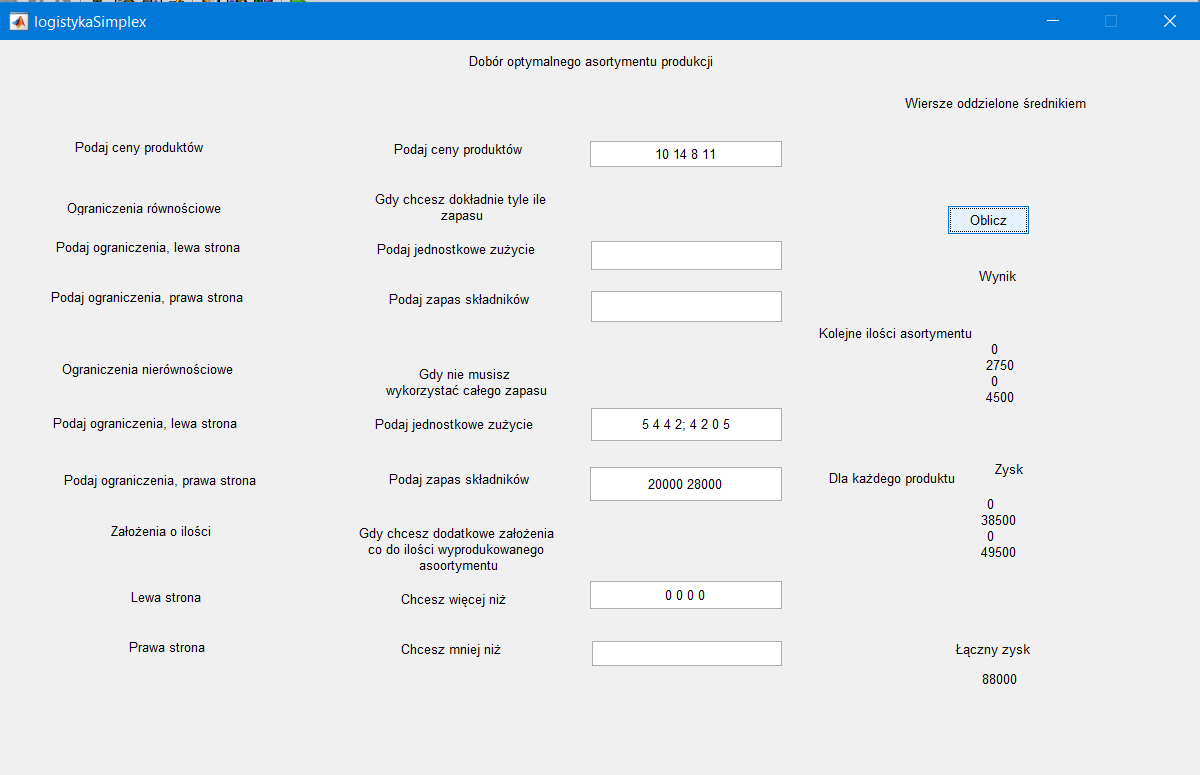 logistykaSimplex
Dobór optymalnego asortymentu produkcji
Wiersze oddzielone średnikiem
Podaj ceny produktów
Podaj ceny produktów
10 14 8 11
Ograniczenia równościowe
Gdy chcesz dokładnie tyle ile
zapasu
Oblicz
Podaj ograniczenia, lewa strona
Podaj jednostkowe zużycie
Wynik
Podaj ograniczenia, prawa strona
Podaj zapas składników
Kolejne ilości asortymentu
0
2750
0
4500
Ograniczenia nierównościowe
Gdy nie musisz
wykorzystać całego zapasu
Podaj ograniczenia, lewa strona
Podaj jednostkowe zużycie
5 4 4 2; 4 2 0 5
Podaj ograniczenia, prawa strona
Podaj zapas składników
20000 28000
Dla każdego produktu
Zysk
0
38500
0
49500
Założenia o ilości
Gdy chcesz dodatkowe założenia
co do ilości wyprodukowanego
asoortymentu
Lewa strona
Chcesz więcej niż
0 0 0 0
Prawa strona
Chcesz mniej niż
Łączny zysk
88000